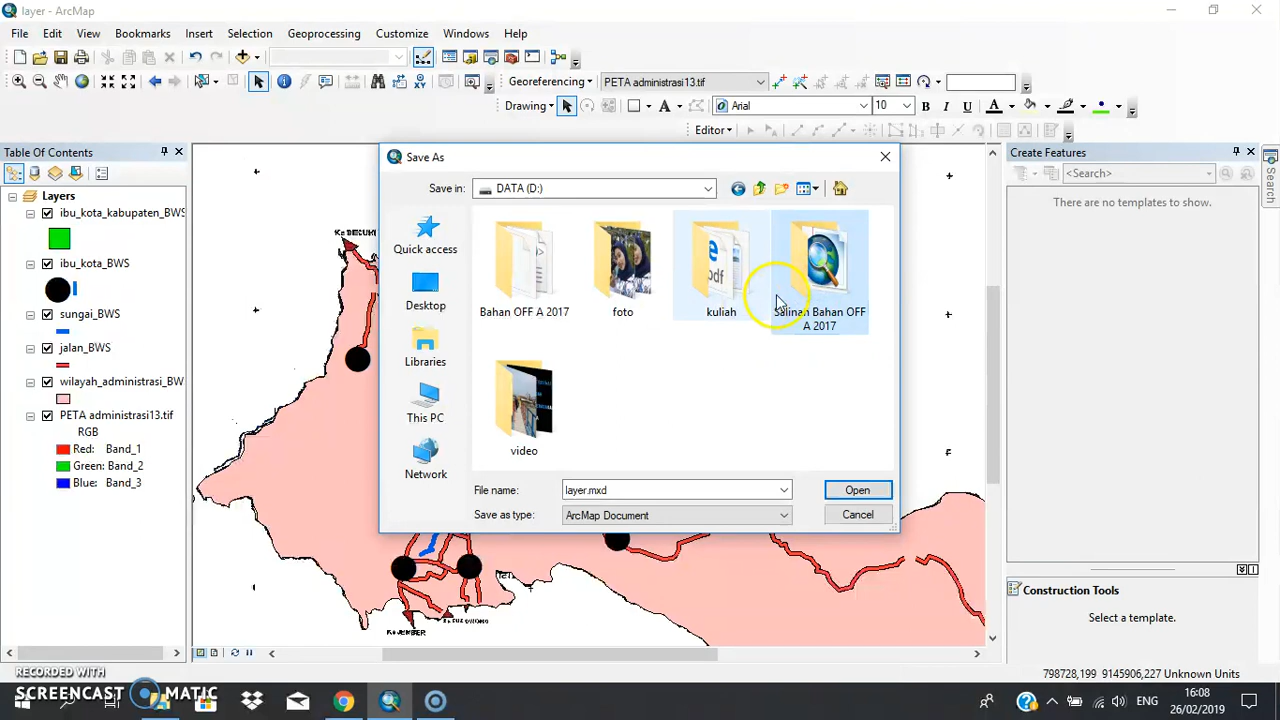 layer - ArcMap
File Edit View Bookmarks Insert Selection Geoprocessing Customize Windows Help
Georeferencing PETA administrasi13.tif
Drawing A Arial 10 B I U A
Editor
Table Of Contents
Layers
ibu_kota_kabupaten_BWS
ibu_kota_BWS
sungai_BWS
jalan_BWS
wilayah_administrasi_BW
PETA administrasi13.tif
RGB
Red: Band_1
Green: Band_2
Blue: Band_3
Save As
Save in: DATA (D:)
Quick access
Desktop
Libraries
This PC
Network
Bahan OFF A 2017
foto
kuliah
Salinan Bahan OFF
A 2017
video
File name: layer.mxd Open
Save as type: ArcMap Document Cancel
Create Features
<Search>
There are no templates to show.
Search
Construction Tools
Select a template.
Ke JEMBER
798728,199 9145906,227 Unknown Units
RECORDED WITH
SCREENCAST MATIC
ENG
16:08
26/02/2019